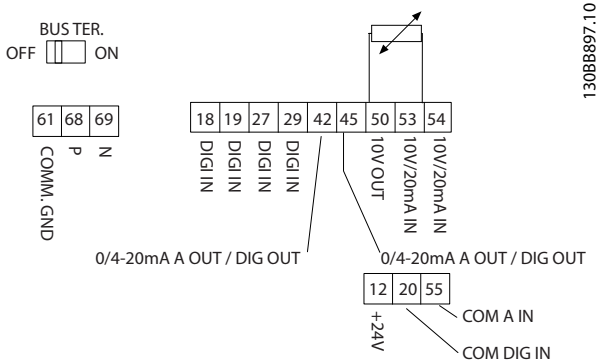 130BB897.10
BUS TER.
OFF ON
61 68 69
COMM. GND
P
N
18 19 27 29 42 45 50 53 54
DIGI IN
DIGI IN
DIGI IN
DIGI IN
10V OUT
10V/20mA IN
10V/20mA IN
0/4-20mA A OUT / DIG OUT
0/4-20mA A OUT / DIG OUT
12 20 55
+24V
COM A IN
COM DIG IN